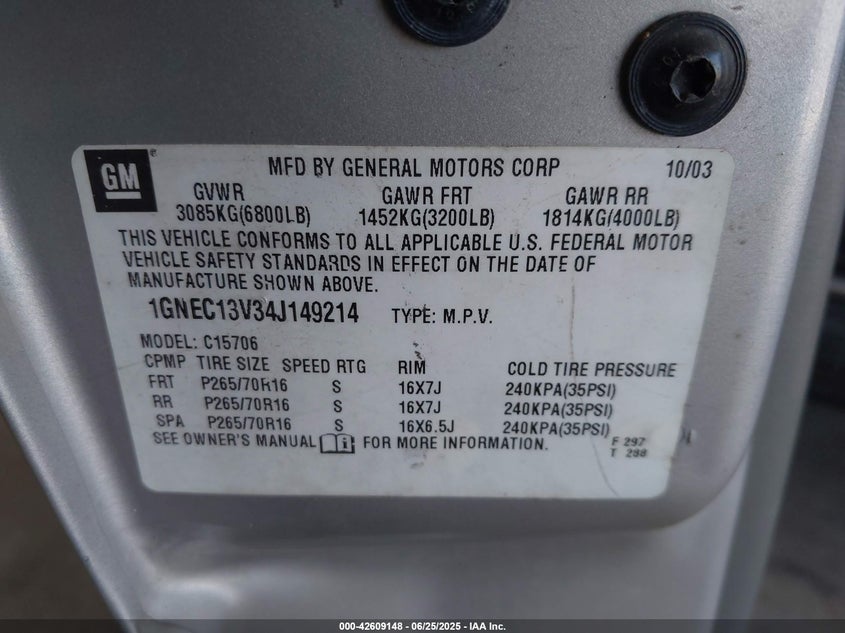 GM® MFD BY GENERAL MOTORS CORP 10/03
GVWR GAWR FRT GAWR RR
3085KG(6800LB) 1452KG(3200LB) 1814KG(4000LB)
THIS VEHICLE CONFORMS TO ALL APPLICABLE U.S. FEDERAL MOTOR
VEHICLE SAFETY STANDARDS IN EFFECT ON THE DATE OF
MANUFACTURE SHOWN ABOVE.
1GNEC13V34J149214 TYPE: M.P.V.
MODEL: C15706
CPMP TIRE SIZE SPEED RTG RIM COLD TIRE PRESSURE
FRT P265/70R16 S 16X7J 240KPA(35PSI)
RR P265/70R16 S 16X7J 240KPA(35PSI)
SPA P265/70R16 S 16X6.5J 240KPA(35PSI)
SEE OWNER'S MANUAL FOR MORE INFORMATION. F 297
T 298
000-42609148 - 06/25/2025 - IAA Inc.